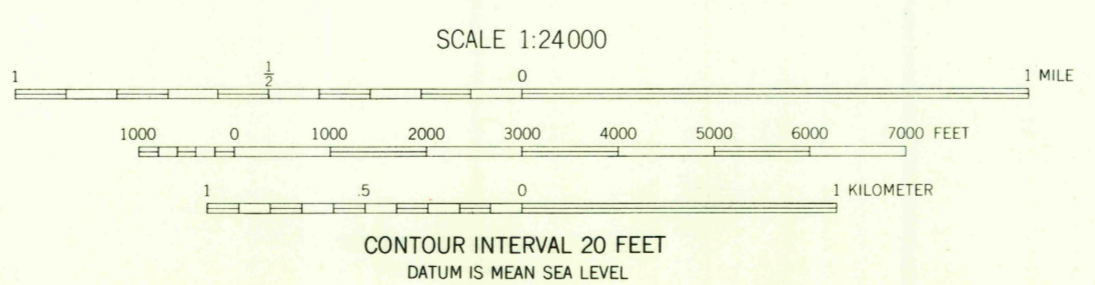 SCALE 1:24000
1 1/2 0 1 MILE
1000 0 1000 2000 3000 4000 5000 6000 7000 FEET
1 .5 0 1 KILOMETER
CONTOUR INTERVAL 20 FEET
DATUM IS MEAN SEA LEVEL